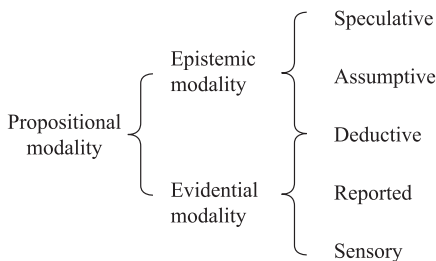 Propositional
modality
Epistemic
modality
Evidential
modality
Speculative
Assumptive
Deductive
Reported
Sensory